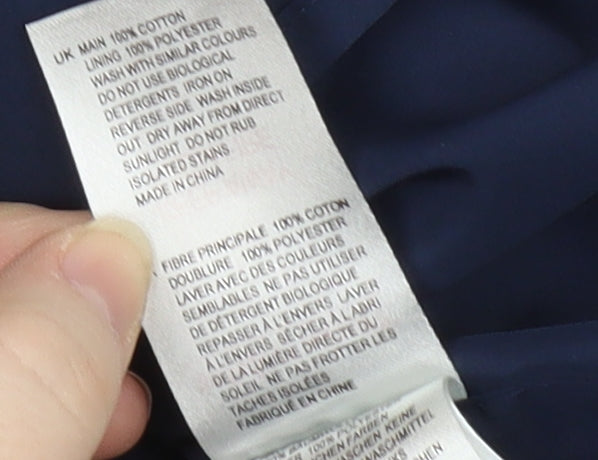 UK MAIN 100% COTTON
LINING 100% POLYESTER
WASH WITH SIMILAR COLOURS
DO NOT USE BIOLOGICAL
DETERGENTS IRON ON
REVERSE SIDE WASH INSIDE
OUT DRY AWAY FROM DIRECT
SUNLIGHT DO NOT RUB
ISOLATED STAINS
MADE IN CHINA
FIBRE PRINCIPALE 100% COTON
DOUBLURE 100% POLYESTER
LAVER AVEC DES COULEURS
SEMBLABLES NE PAS UTILISER
DE DÉTERGENT BIOLOGIQUE
REPASSER À L'ENVERS LAVER
À L'ENVERS SÉCHER À L'ABRI
DE LA LUMIÈRE DIRECTE DU
SOLEIL NE PAS FROTTER LES
TACHES ISOLÉES
FABRIQUÉ EN CHINE
100% POLYESTER
KEINE